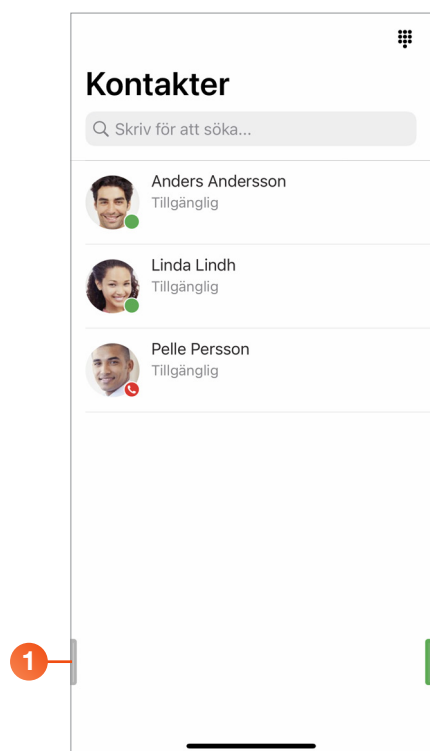 Kontakter
Skriv för att söka...
Anders Andersson
Tillgänglig
Linda Lindh
Tillgänglig
Pelle Persson
Tillgänglig
1